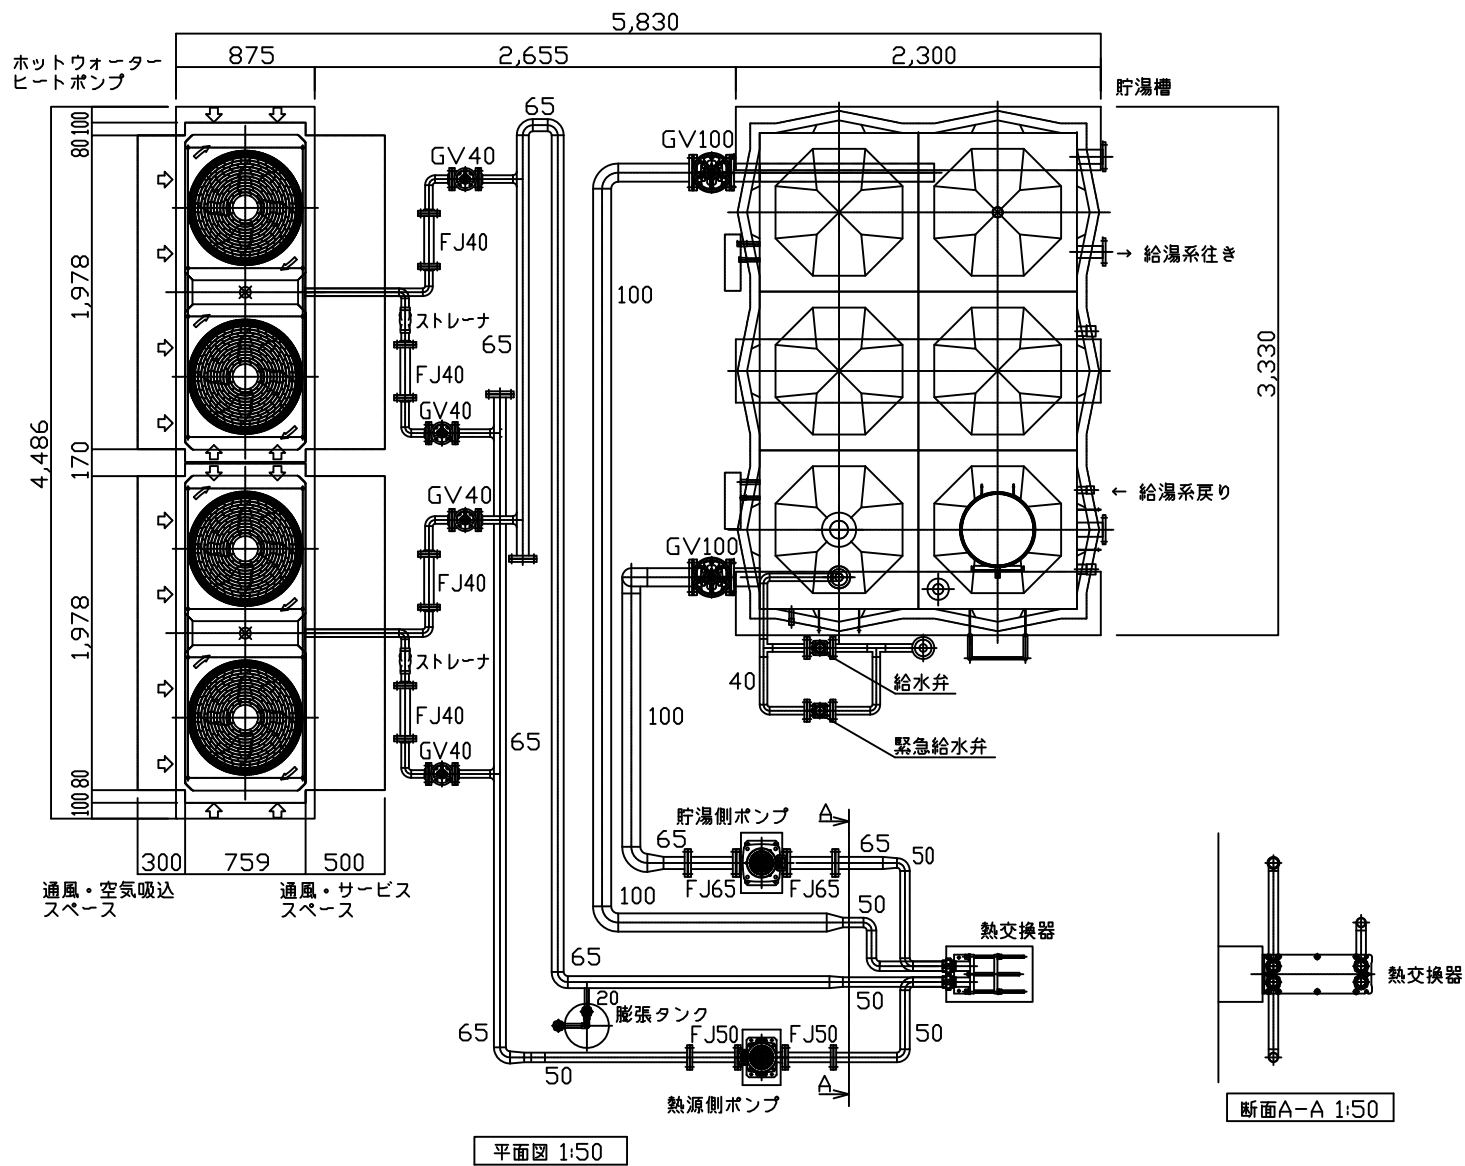 5,830
875
2,655
2,300
ホットウォーター
ヒートポンプ
貯湯槽
65
100
80
GV40
GV100
FJ40
→ 給湯系往き
1,978
100
ストレーナ
65
3,330
FJ40
GV40
4,486
170
GV40
← 給湯系戻り
GV100
FJ40
1,978
ストレーナ
40
給水弁
FJ40
100
GV40
65
緊急給水弁
80
100
貯湯側ポンプ
A
65
65
50
300
759
500
FJ65
FJ65
通風・空気吸込
スペース
通風・サービス
スペース
100
50
熱交換器
65
熱交換器
20
50
膨張タンク
65
FJ50
FJ50
50
50
A
熱源側ポンプ
断面A-A 1:50
平面図 1:50